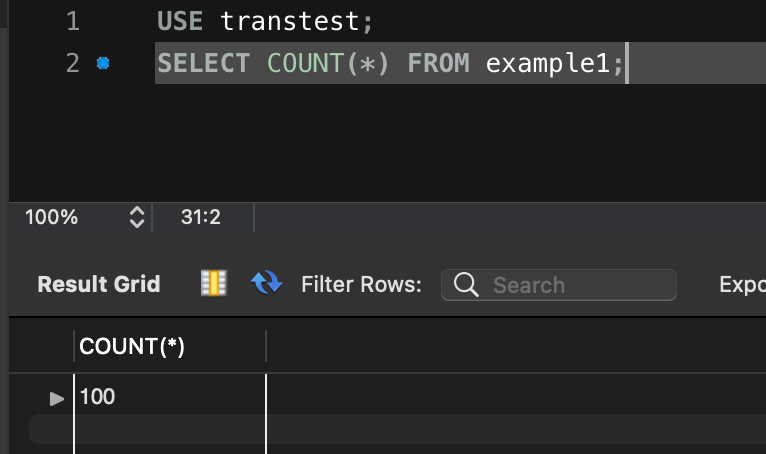 1 USE transtest;
2 SELECT COUNT(*) FROM example1;
100% 31:2
Result Grid Filter Rows: Search Expo
COUNT(*)
100